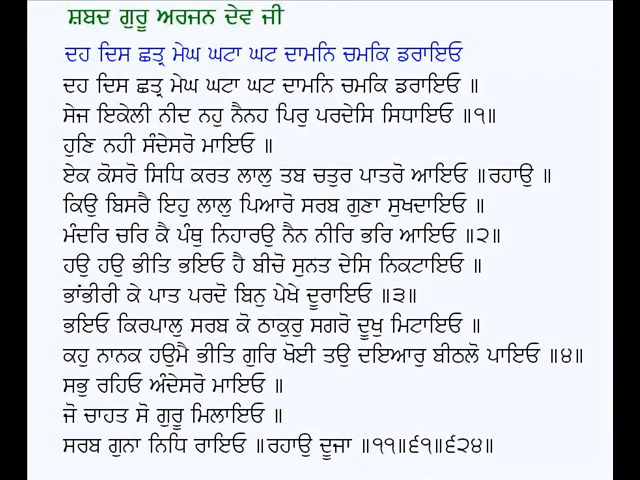 ਸ਼ਬਦ ਗੁਰੂ ਅਰਜਨ ਦੇਵ ਜੀ
ਦਹ ਦਿਸ ਛਤ੍ਰ ਮੇਘ ਘਟਾ ਘਟ ਦਾਮਨਿ ਚਮਕਿ ਡਰਾਇਓ
ਦਹ ਦਿਸ ਛਤ੍ਰ ਮੇਘ ਘਟਾ ਘਟ ਦਾਮਨਿ ਚਮਕਿ ਡਰਾਇਓ ॥
ਸੇਜ ਇਕੇਲੀ ਨੀਦ ਨਹੁ ਨੈਨਹ ਪਿਰੁ ਪਰਦੇਸਿ ਸਿਧਾਇਓ ॥੧॥
ਹੁਣਿ ਨਹੀ ਸੰਦੇਸਰੋ ਮਾਇਓ ॥
ਏਕ ਕੋਸਰੋ ਸਿਧਿ ਕਰਤ ਲਾਲੁ ਤਬ ਚਤੁਰ ਪਾਤਰੋ ਆਇਓ ॥ਰਹਾਉ ॥
ਕਿਉ ਬਿਸਰੈ ਇਹੁ ਲਾਲੁ ਪਿਆਰੋ ਸਰਬ ਗੁਣਾ ਸੁਖਦਾਇਓ ॥
ਮੰਦਰਿ ਚਰਿ ਕੈ ਪੰਥੁ ਨਿਹਾਰਉ ਨੈਨ ਨੀਰਿ ਭਰਿ ਆਇਓ ॥੨॥
ਹਉ ਹਉ ਭੀਤਿ ਭਇਓ ਹੈ ਬੀਚੋ ਸੁਨਤ ਦੇਸਿ ਨਿਕਟਾਇਓ ॥
ਭਾਂਭੀਰੀ ਕੇ ਪਾਤ ਪਰਦੋ ਬਿਨੁ ਪੇਖੇ ਦੂਰਾਇਓ ॥੩॥
ਭਇਓ ਕਿਰਪਾਲੁ ਸਰਬ ਕੋ ਠਾਕੁਰੁ ਸਗਰੋ ਦੂਖੁ ਮਿਟਾਇਓ ॥
ਕਹੁ ਨਾਨਕ ਹਉਮੈ ਭੀਤਿ ਗੁਰਿ ਖੋਈ ਤਉ ਦਇਆਰੁ ਬੀਠਲੋ ਪਾਇਓ ॥੪॥
ਸਭੁ ਰਹਿਓ ਅੰਦੇਸਰੋ ਮਾਇਓ ॥
ਜੋ ਚਾਹਤ ਸੋ ਗੁਰੂ ਮਿਲਾਇਓ ॥
ਸਰਬ ਗੁਨਾ ਨਿਧਿ ਰਾਇਓ ॥ਰਹਾਉ ਦੂਜਾ ॥੧੧॥੬੧॥੬੨੪॥